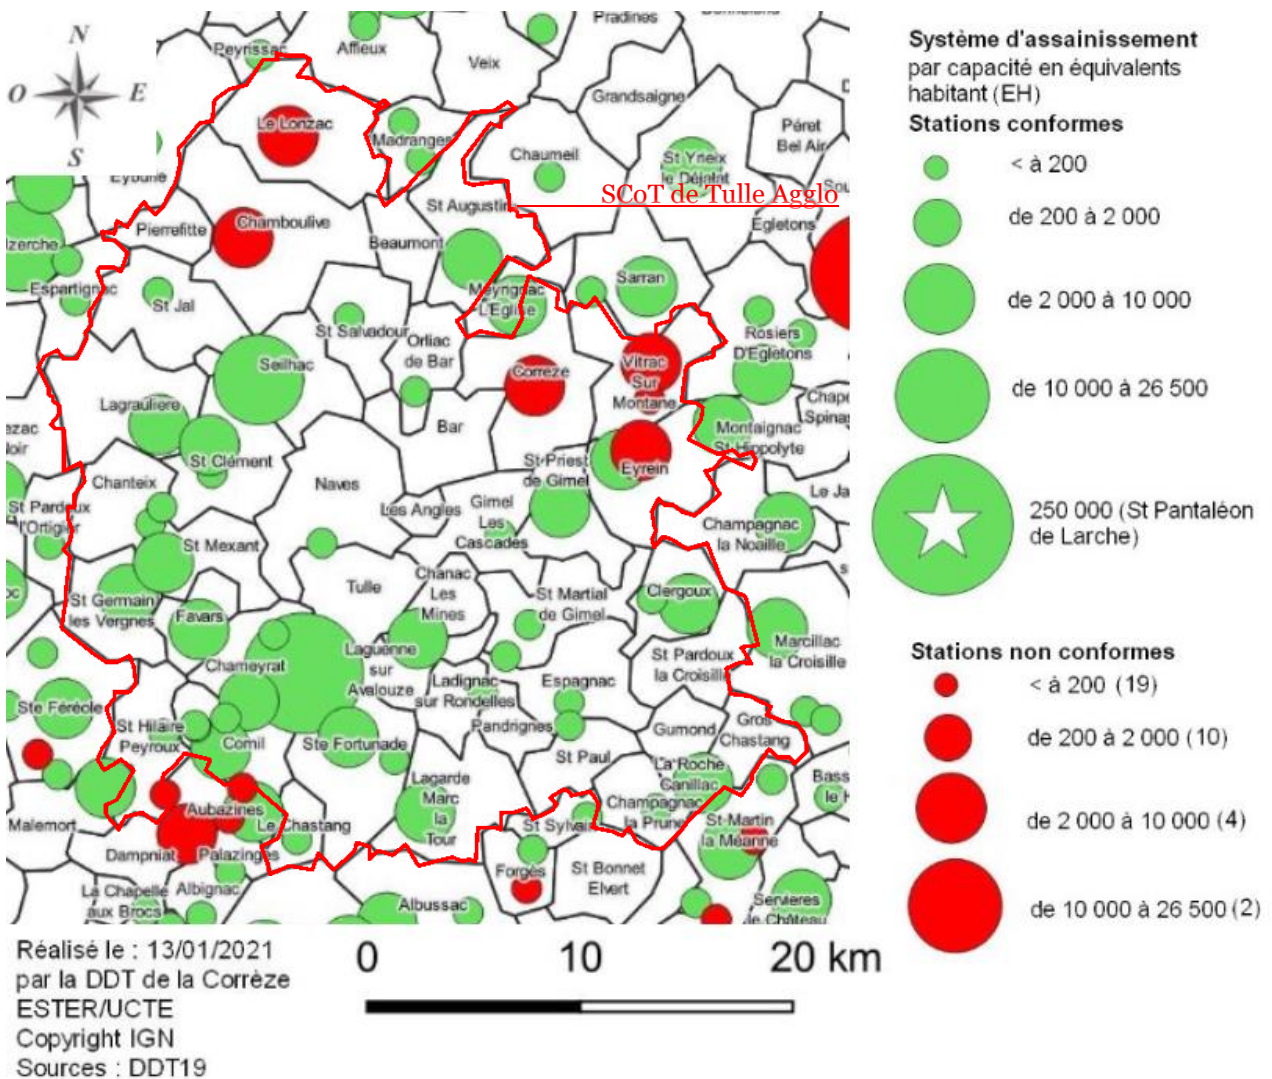 N
O
E
S
Pradines
Peyrissac
Affieux
Veix
Grandsaigne
Le Lonzac
Madranges
Chaumeil
Péret
Bel Air
St Yrieix
le Déjalat
SCoT de Tulle Agglo
St Augustin
Pierrefitte
Chamboulive
Beaumont
Egletons
Espartignac
St Jal
Meyrignac
L'Eglise
Sarran
St Salvadour
Orliac
de Bar
Rosiers
D'Egletons
Seilhac
Corrèze
Vitrac
Sur
Montane
Lagrauliere
Bar
Montaignac
St Hippolyte
St Clément
Chanteix
Naves
St Priest
de Gimel
Eyrein
Les Angles
Gimel
Les
Cascades
St Pardoux
l'Ortigier
St Mexant
Champagnac
la Noaille
Tulle
Chanac
Les
Mines
St Martial
de Gimel
Clergoux
St Germain
les Vergnes
Favars
Chameyrat
Laguenne
sur
Avalouze
St Pardoux
la Croisille
Marcillac
la Croisille
Ladignac
sur Rondelles
Espagnac
Ste Féréole
St Hilaire
Peyroux
Cornil
Ste Fortunade
Pandrignes
Gumond
Gros
Chastang
St Paul
La Roche
Canillac
Lagarde
Marc
la
Tour
Champagnac
la Prune
Malemort
Aubazines
Le Chastang
St Sylvain
St Martin
la Méanne
Dampniat
Palazinges
Forgès
St Bonnet
Elvert
La Chapelle
aux Brocs
Albignac
Albussac
Servieres
le Château
Système d'assainissement
par capacité en équivalents
habitant (EH)
Stations conformes
< à 200
de 200 à 2 000
de 2 000 à 10 000
de 10 000 à 26 500
250 000 (St Pantaléon
de Larche)
Stations non conformes
< à 200 (19)
de 200 à 2 000 (10)
de 2 000 à 10 000 (4)
de 10 000 à 26 500 (2)
Réalisé le : 13/01/2021
par la DDT de la Corrèze
ESTER/UCTE
Copyright IGN
Sources : DDT19
0
10
20 km